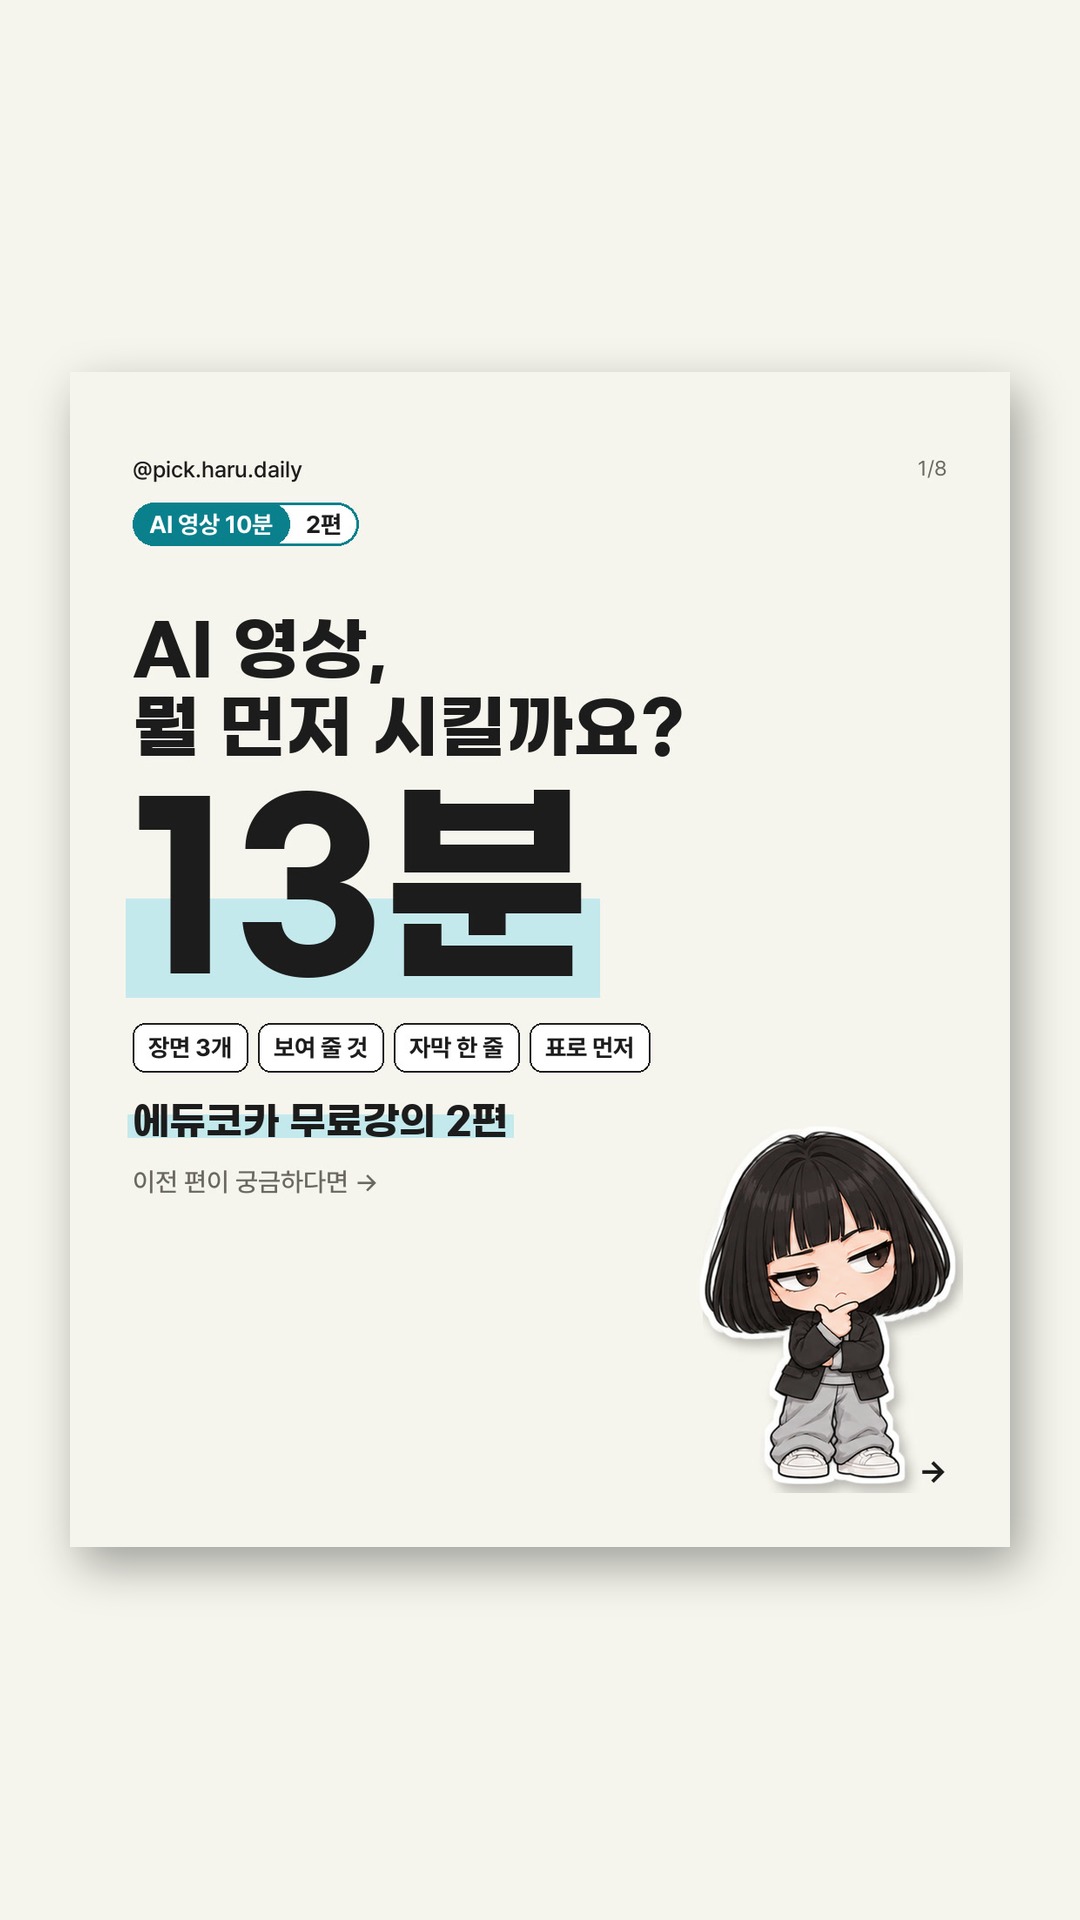 @pick.haru.daily
1/8
AI 영상 10분 2편
AI 영상,
뭘 먼저 시킬까요?
13분
장면 3개 보여 줄 것 자막 한 줄 표로 먼저
에듀코카 무료강의 2편
이전 편이 궁금하다면 →
→